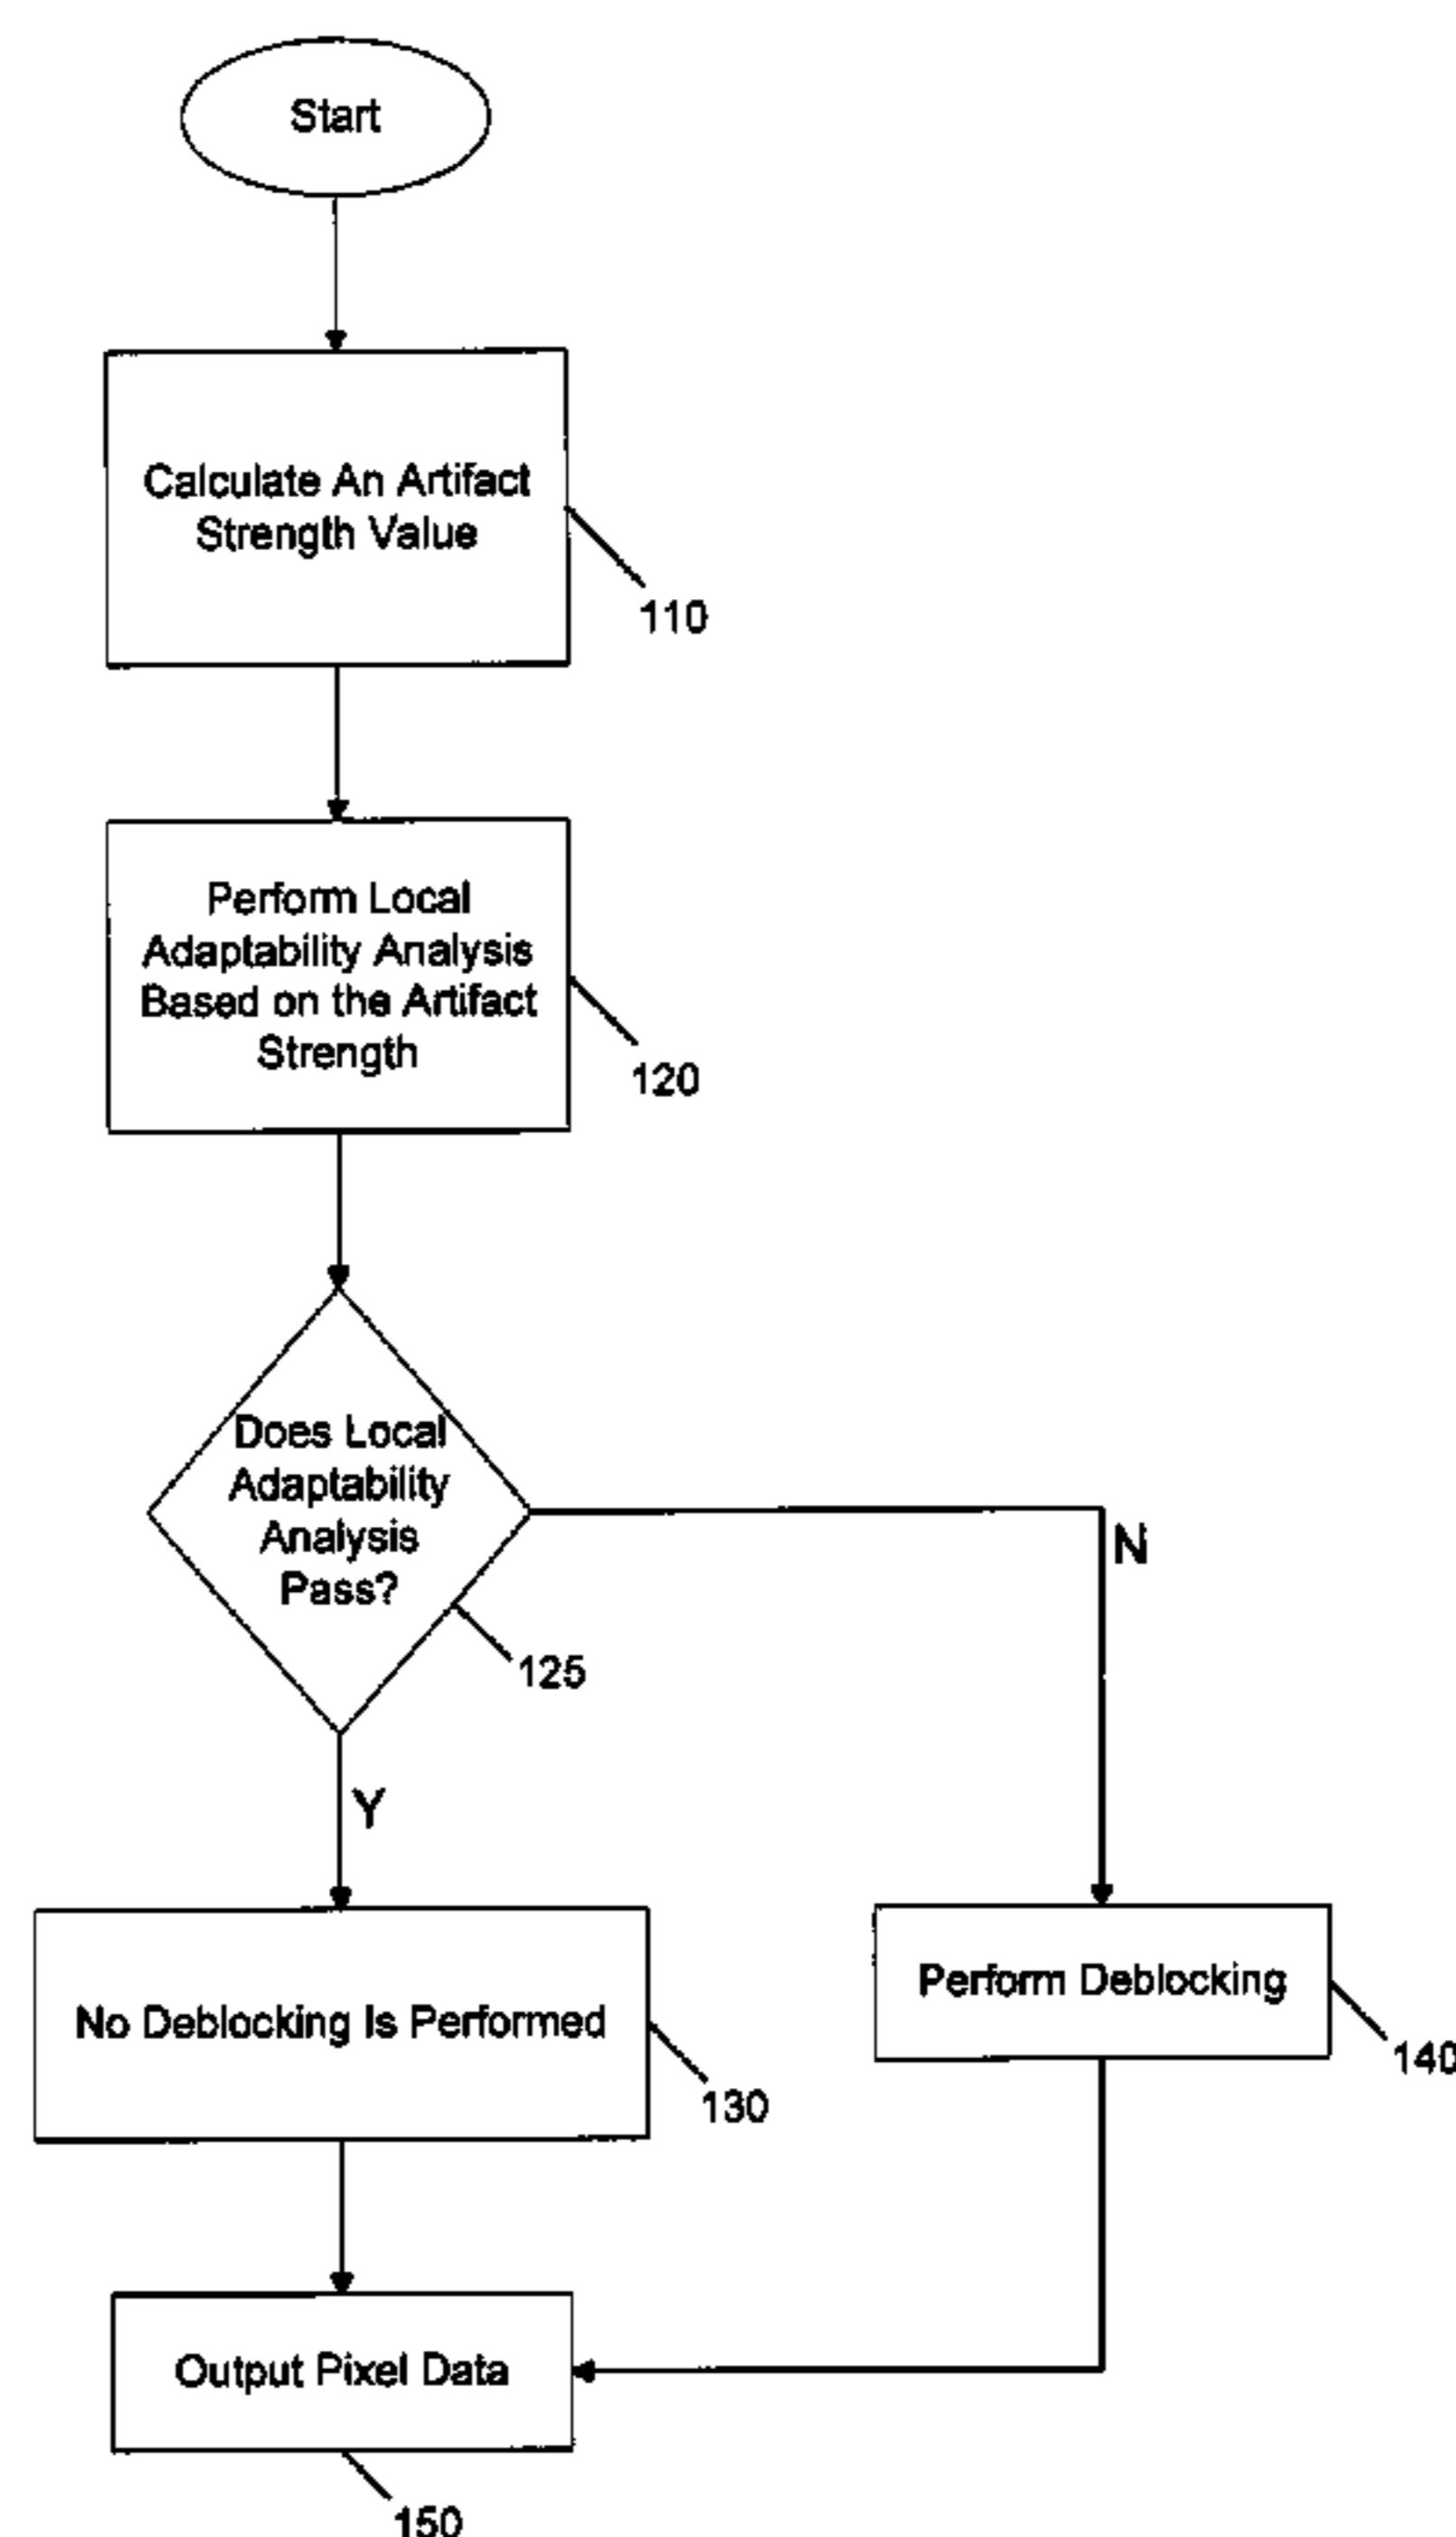 Start
Calculate An Artifact
Strength Value
110
Perform Local
Adaptability Analysis
Based on the Artifact
Strength
120
Does Local
Adaptability
Analysis
Pass?
N
125
Y
No Deblocking Is Performed
130
Perform Deblocking
140
Output Pixel Data
150